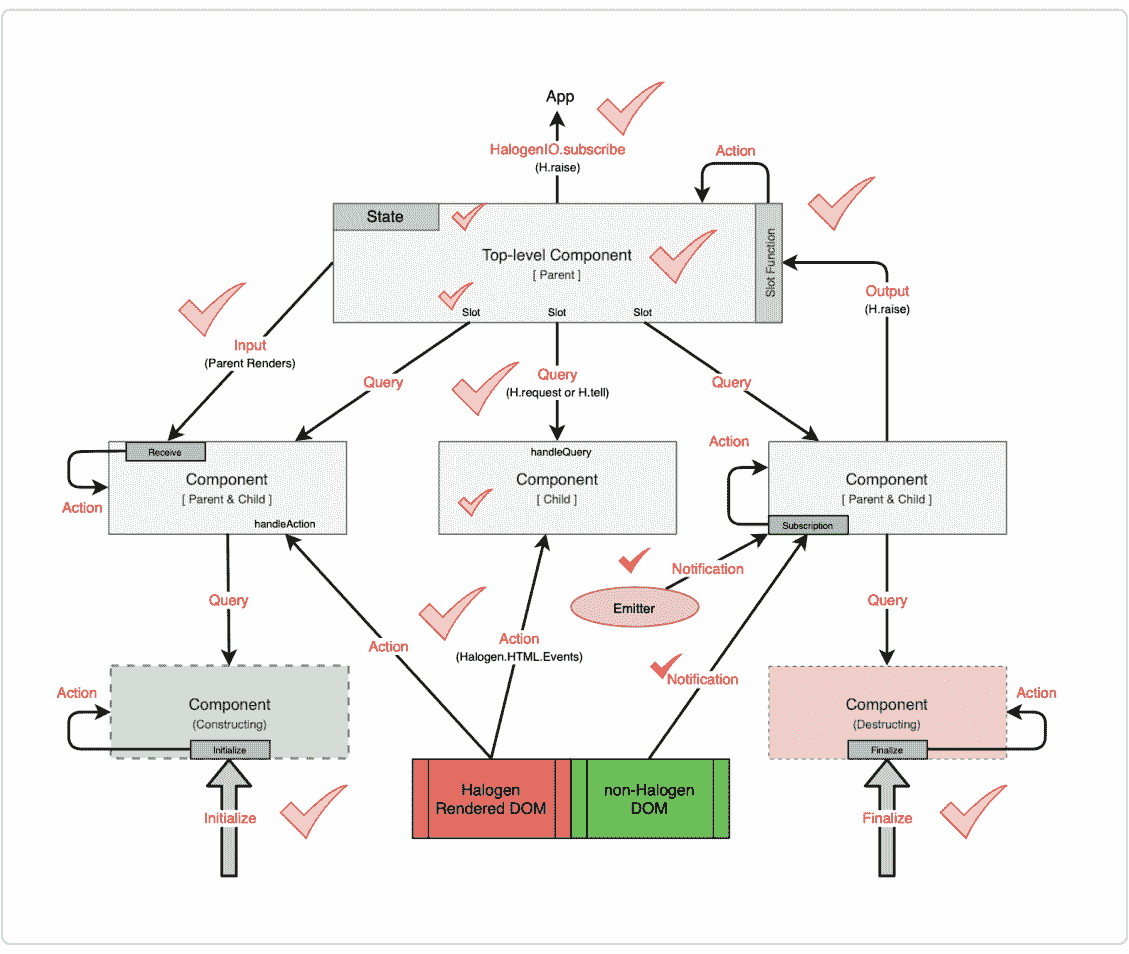 App
HalogenIO.subscribe
(H.raise)
Action
State
Top-level Component
[ Parent ]
Slot Function
Slot
Slot
Slot
Output
(H.raise)
Input
(Parent Renders)
Query
Query
(H.request or H.tell)
Query
Receive
Component
[ Parent & Child ]
Action
handleAction
handleQuery
Component
[ Child ]
Action
Component
[ Parent & Child ]
Subscription
Notification
Emitter
Query
Action
Action
(Halogen.HTML.Events)
Notification
Query
Action
Component
(Constructing)
Initialize
Initialize
Halogen
Rendered DOM
non-Halogen
DOM
Component
(Destructing)
Finalize
Action
Finalize